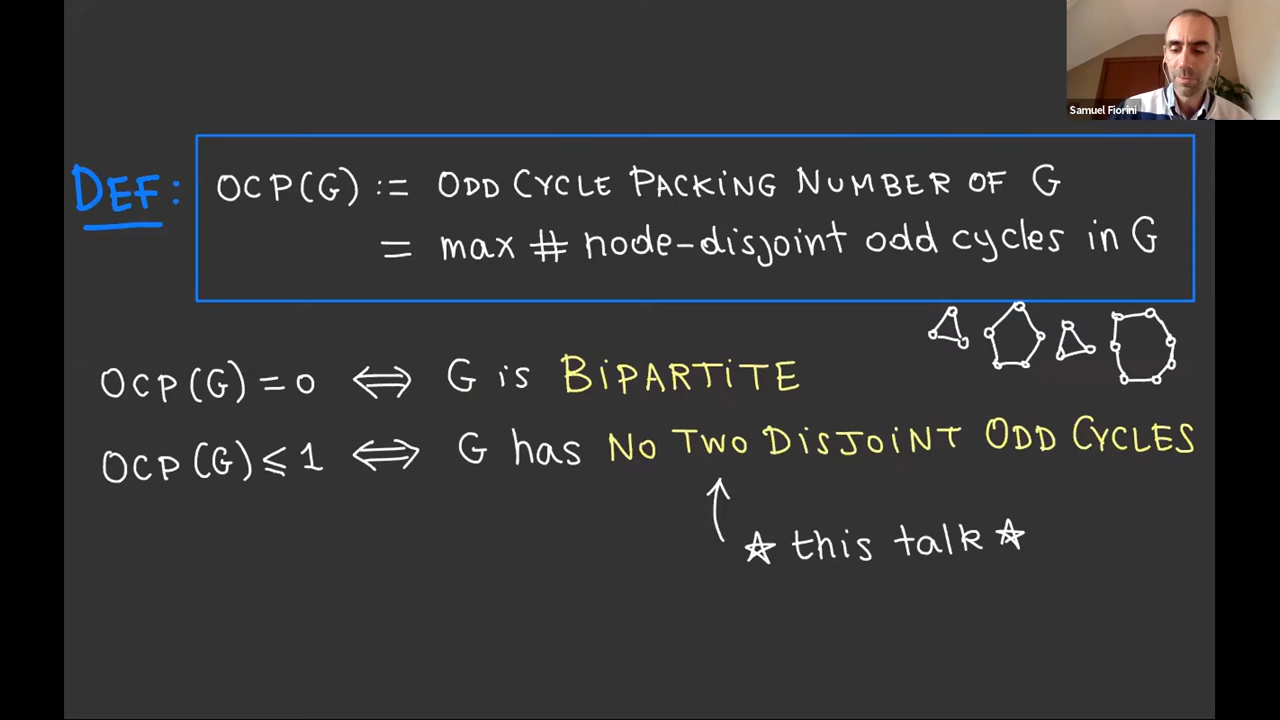 Samuel Fiorini
DEF: OCP(G) := ODD CYCLE PACKING NUMBER OF G
= max # node-disjoint odd cycles in G
OCP(G) = 0 ⟺ G is BIPARTITE
OCP(G) ⩽ 1 ⟺ G has NO TWO DISJOINT ODD CYCLES
☆ this talk ☆